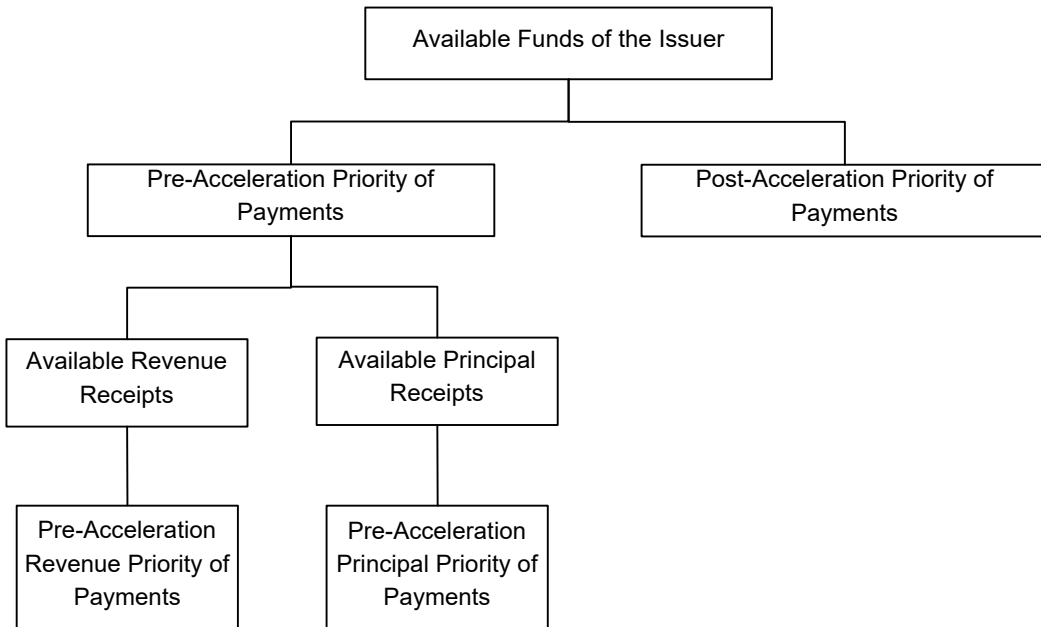 Available Funds of the Issuer
Pre-Acceleration Priority of
Payments
Post-Acceleration Priority of
Payments
Available Revenue
Receipts
Available Principal
Receipts
Pre-Acceleration
Revenue Priority of
Payments
Pre-Acceleration
Principal Priority of
Payments